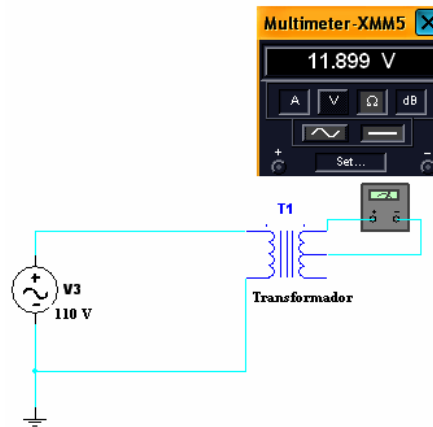 Multimeter-XMM5
11.899 V
A V Ω dB
+ Set... -
T1
+ -
Transformador
+
V3
-
110 V